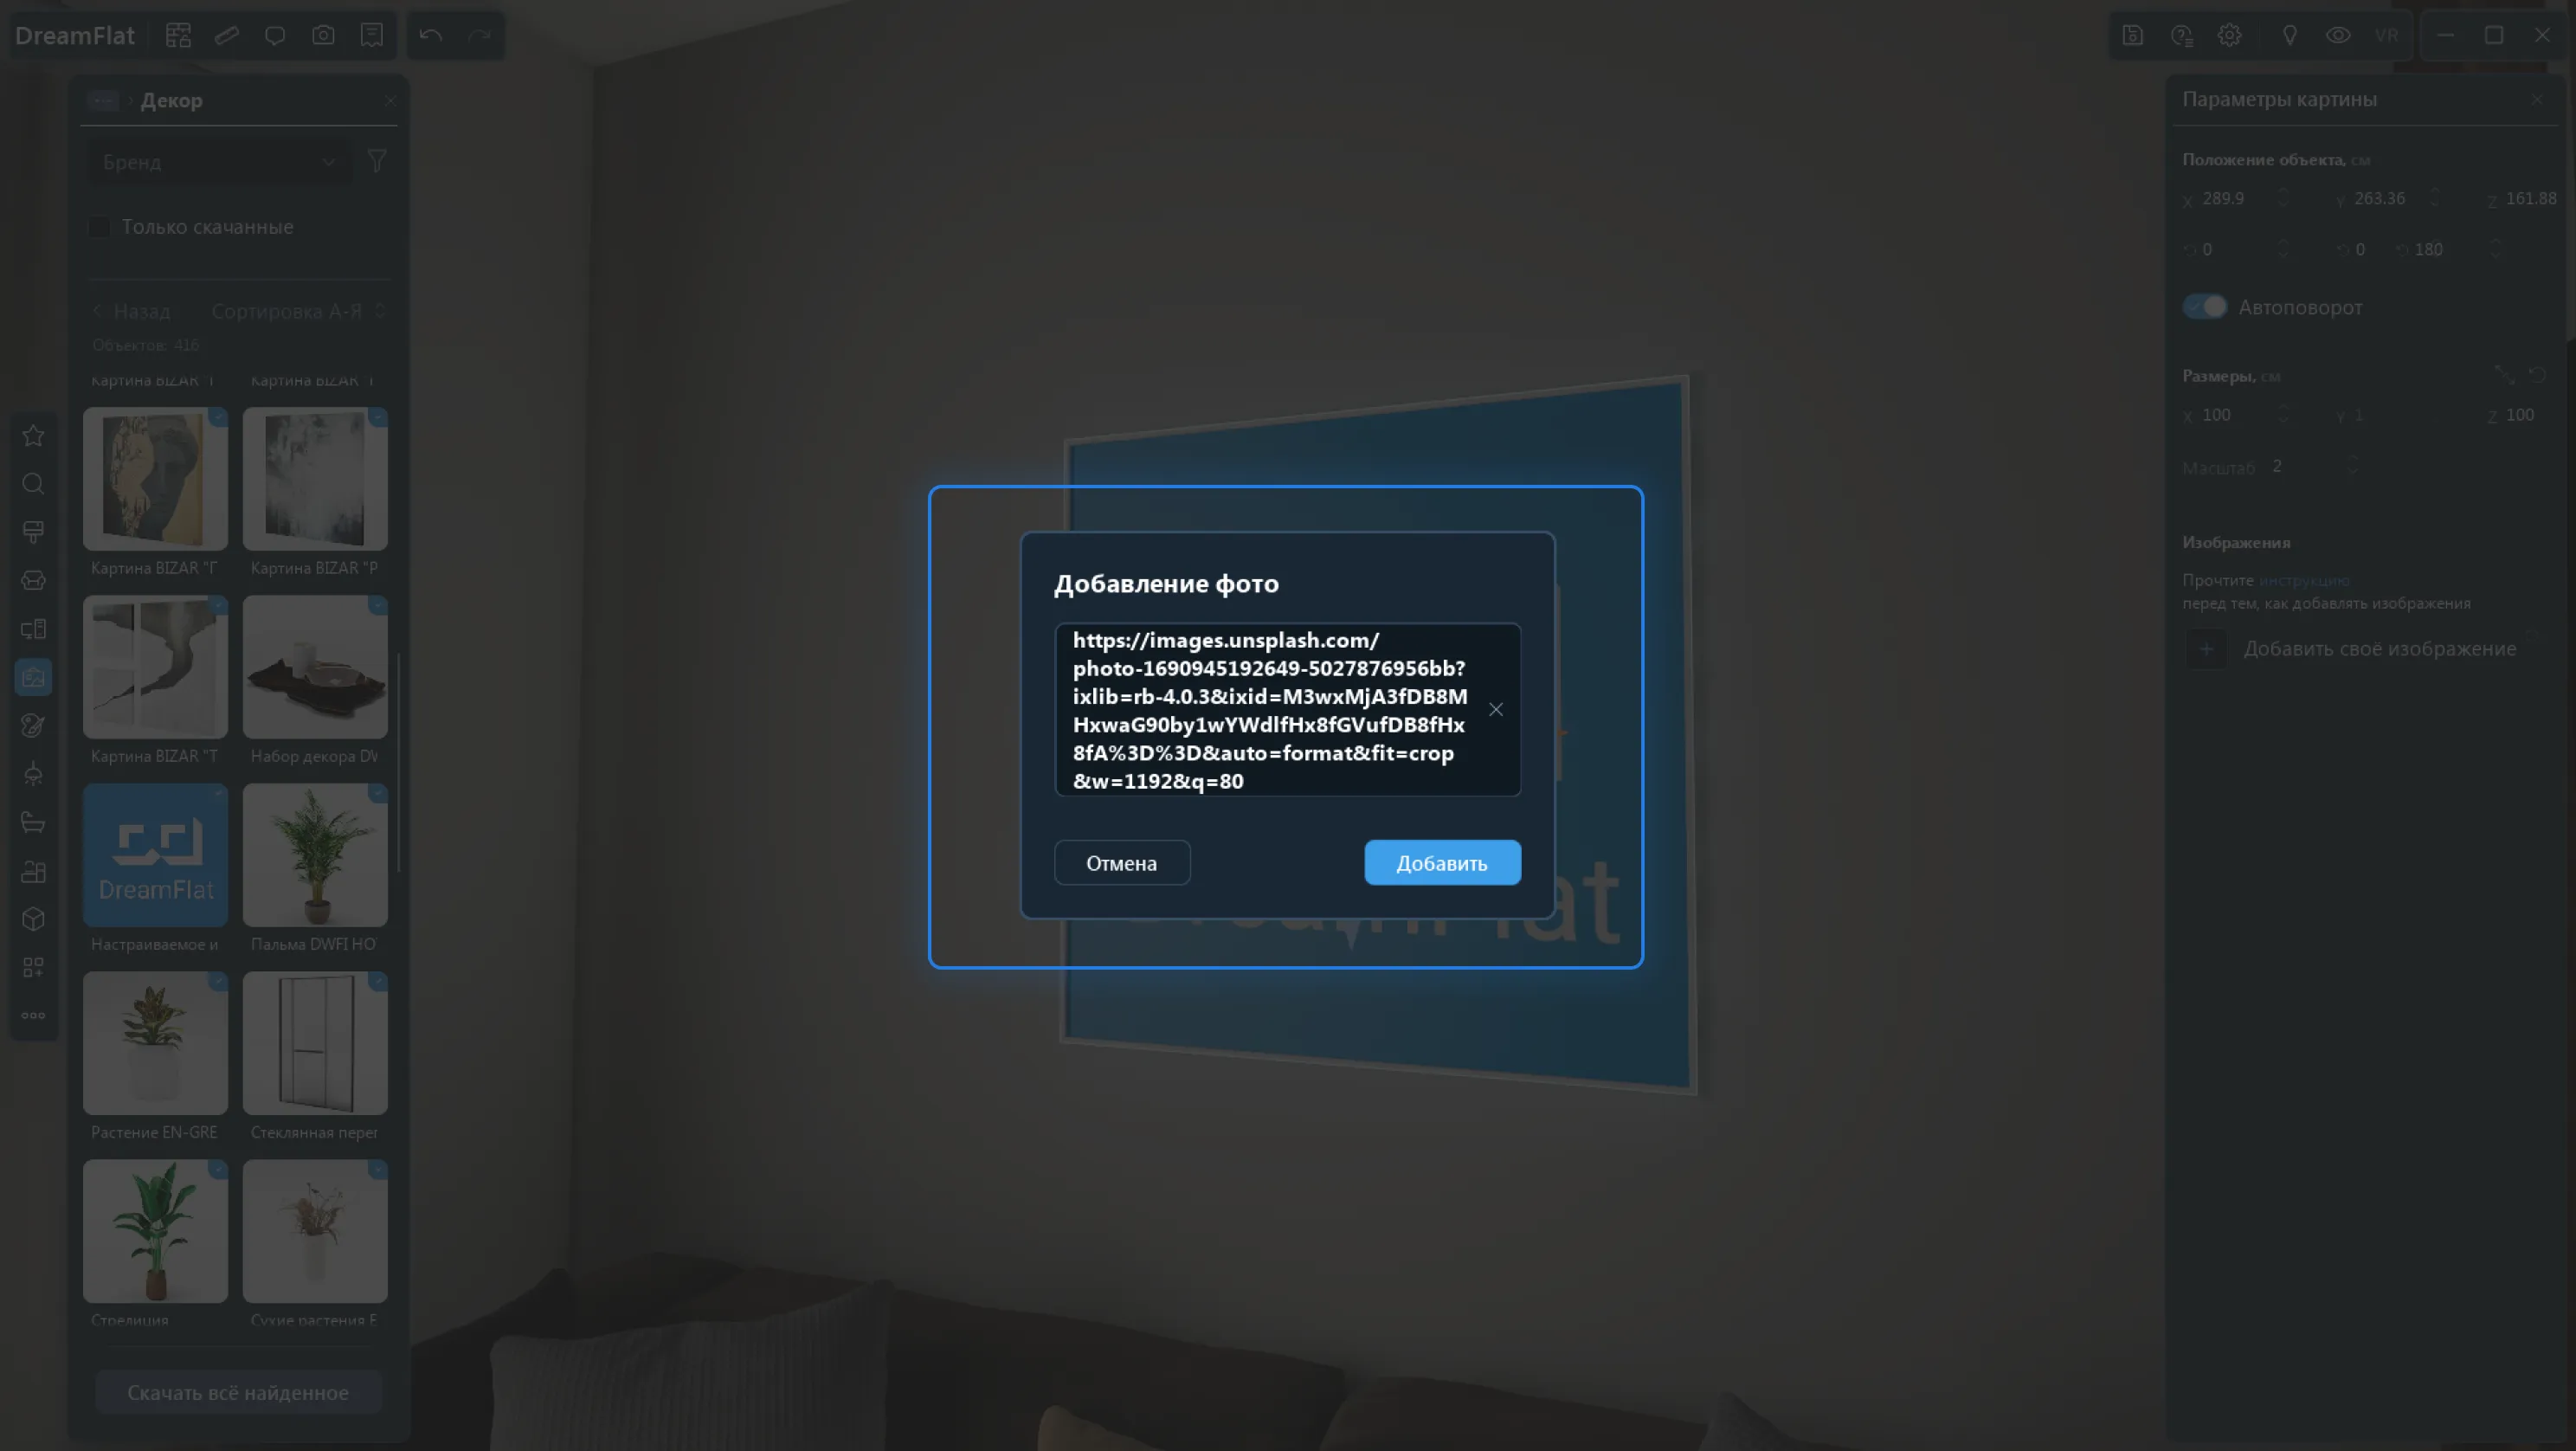 DreamFlat
VR
Декор
Бренд
Только скачанные
Назад
Сортировка А-Я
Объектов: 416
Картина BIZAR "Г
Картина BIZAR "Р
Картина BIZAR "Т
Набор декора DW
DreamFlat
Настраиваемое и
Пальма DWFI HO
Растение EN-GRE
Стеклянная перег
Стрелиция
Сухие растения E
Скачать всё найденное
Добавление фото
https://images.unsplash.com/
photo-1690945192649-5027876956bb?
ixlib=rb-4.0.3&ixid=M3wxMjA3fDB8M
HxwaG90by1wYWdlfHx8fGVufDB8fHx
8fA%3D%3D&auto=format&fit=crop
&w=1192&q=80
Отмена
Добавить
Параметры картины
Положение объекта, см
X 289.9 Y 263.36 Z 161.88
0 0 180
Автоповорот
Размеры, см
X 100 Y 1 Z 100
Масштаб 2
Изображения
Прочтите инструкцию
перед тем, как добавлять изображения
+ Добавить своё изображение